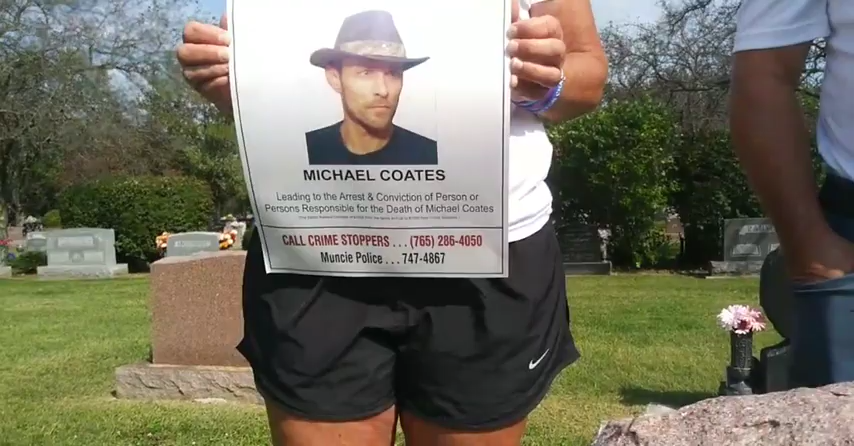 MICHAEL COATES
Leading to the Arrest & Conviction of Person or
Persons Responsible for the Death of Michael Coates
CALL CRIME STOPPERS . . . (765) 286-4050
Muncie Police . . . 747-4867